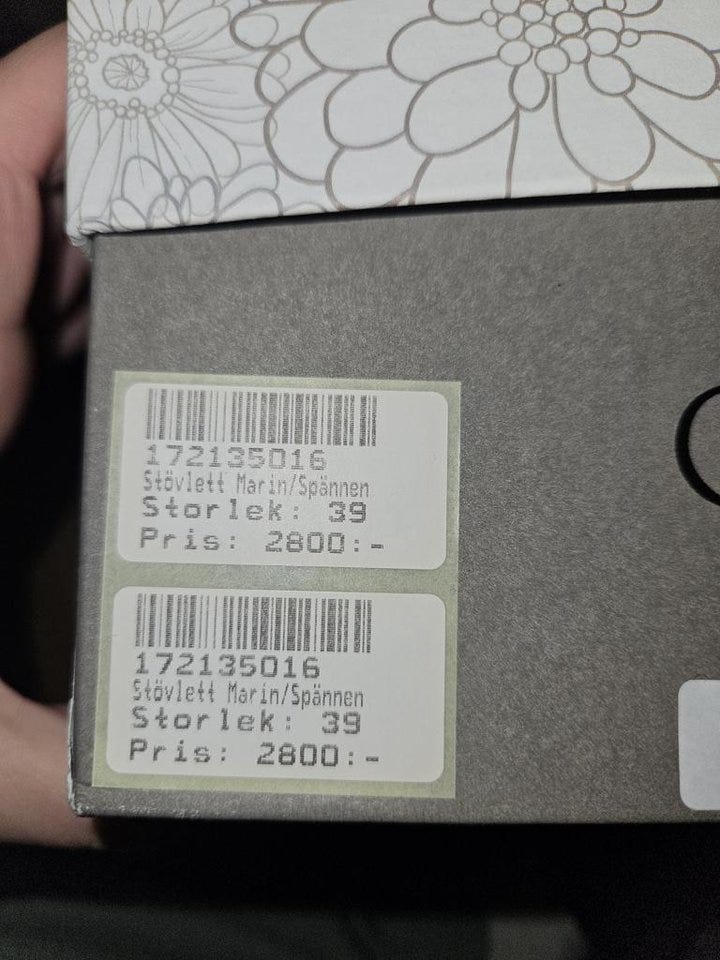 172135016
Stövlett Marin/Spännen
Storlek: 39
Pris: 2800:-
172135016
Stövlett Marin/Spännen
Storlek: 39
Pris: 2800:-